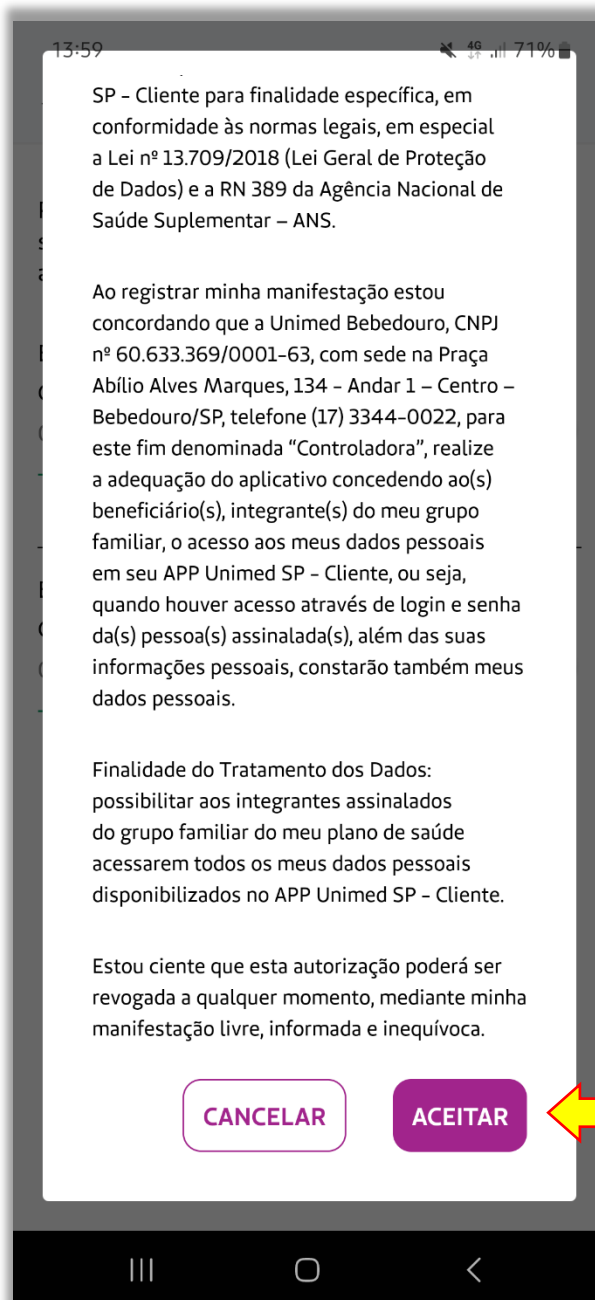 13:59
4G
71%
SP – Cliente para finalidade específica, em
conformidade às normas legais, em especial
a Lei nº 13.709/2018 (Lei Geral de Proteção
de Dados) e a RN 389 da Agência Nacional de
Saúde Suplementar – ANS.
Ao registrar minha manifestação estou
concordando que a Unimed Bebedouro, CNPJ
nº 60.633.369/0001-63, com sede na Praça
Abílio Alves Marques, 134 – Andar 1 – Centro –
Bebedouro/SP, telefone (17) 3344-0022, para
este fim denominada “Controladora”, realize
a adequação do aplicativo concedendo ao(s)
beneficiário(s), integrante(s) do meu grupo
familiar, o acesso aos meus dados pessoais
em seu APP Unimed SP – Cliente, ou seja,
quando houver acesso através de login e senha
da(s) pessoa(s) assinalada(s), além das suas
informações pessoais, constarão também meus
dados pessoais.
Finalidade do Tratamento dos Dados:
possibilitar aos integrantes assinalados
do grupo familiar do meu plano de saúde
acessarem todos os meus dados pessoais
disponibilizados no APP Unimed SP – Cliente.
Estou ciente que esta autorização poderá ser
revogada a qualquer momento, mediante minha
manifestação livre, informada e inequívoca.
CANCELAR
ACEITAR